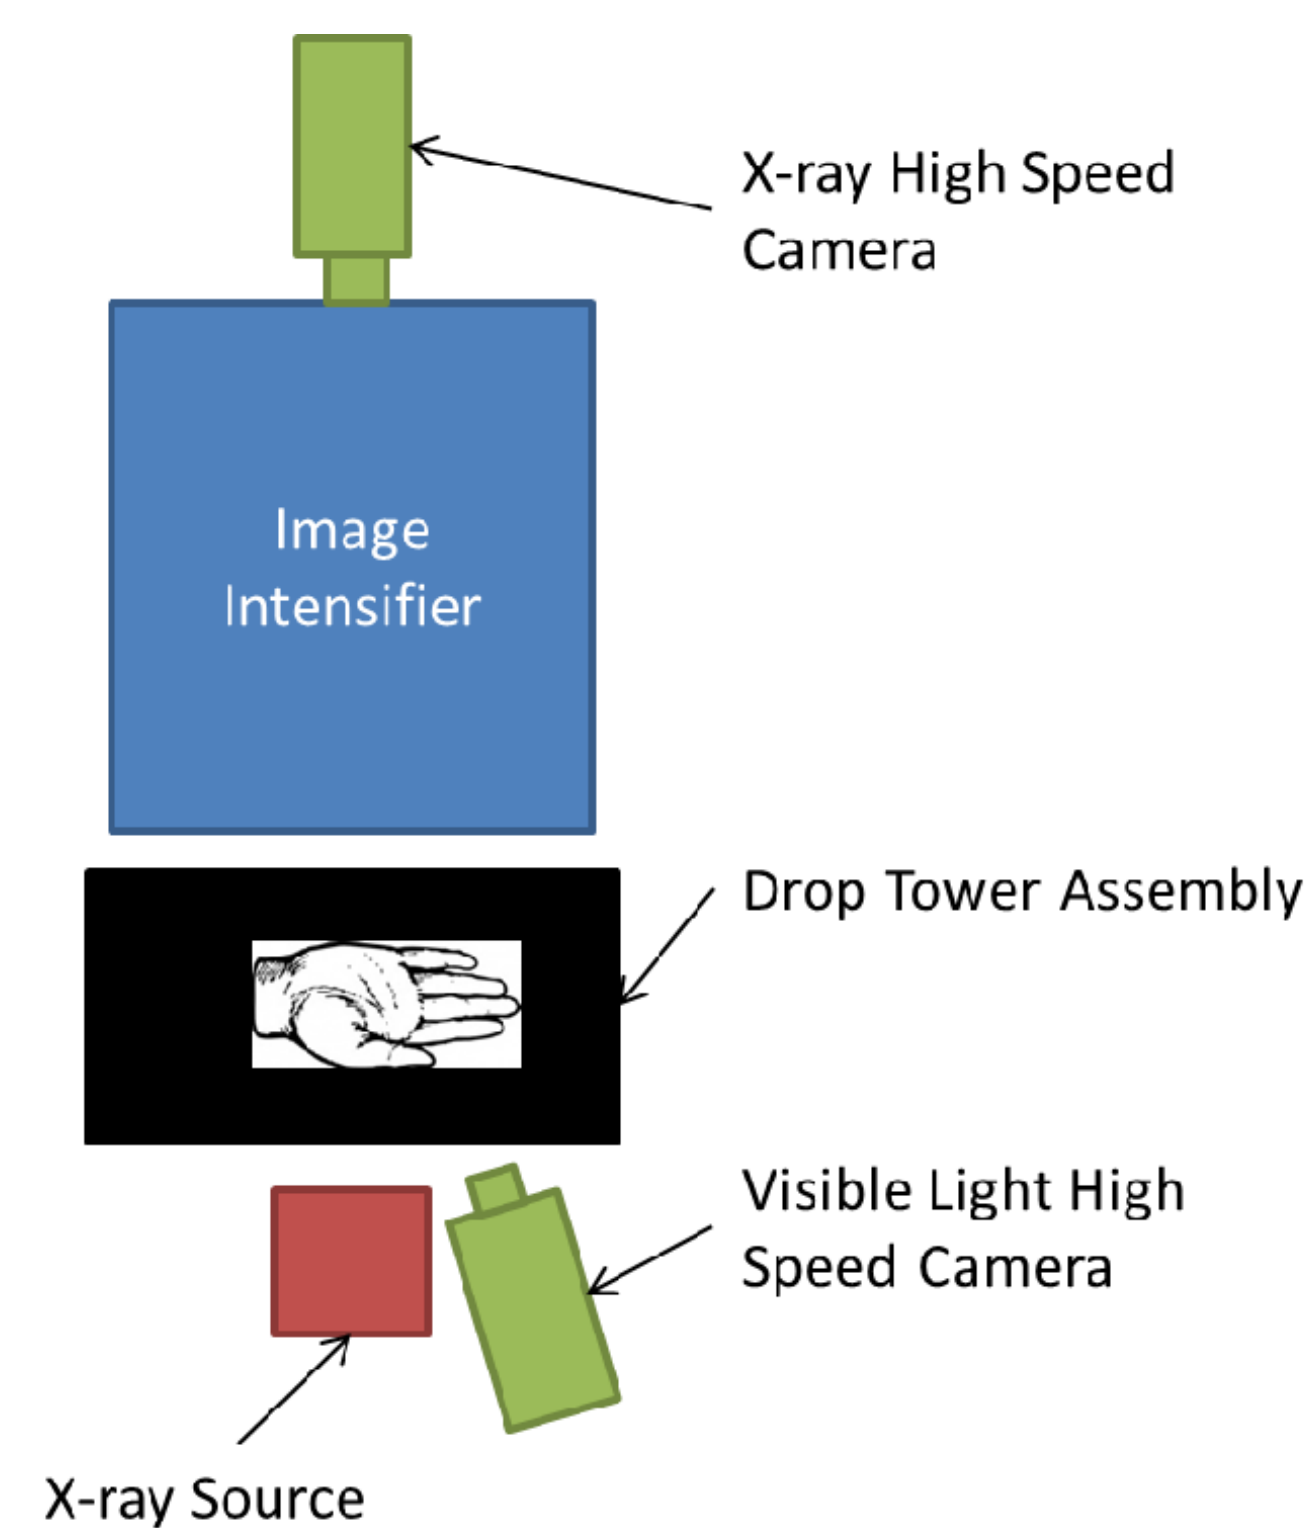 X-ray High Speed
Camera
Image
Intensifier
Drop Tower Assembly
Visible Light High
Speed Camera
X-ray Source